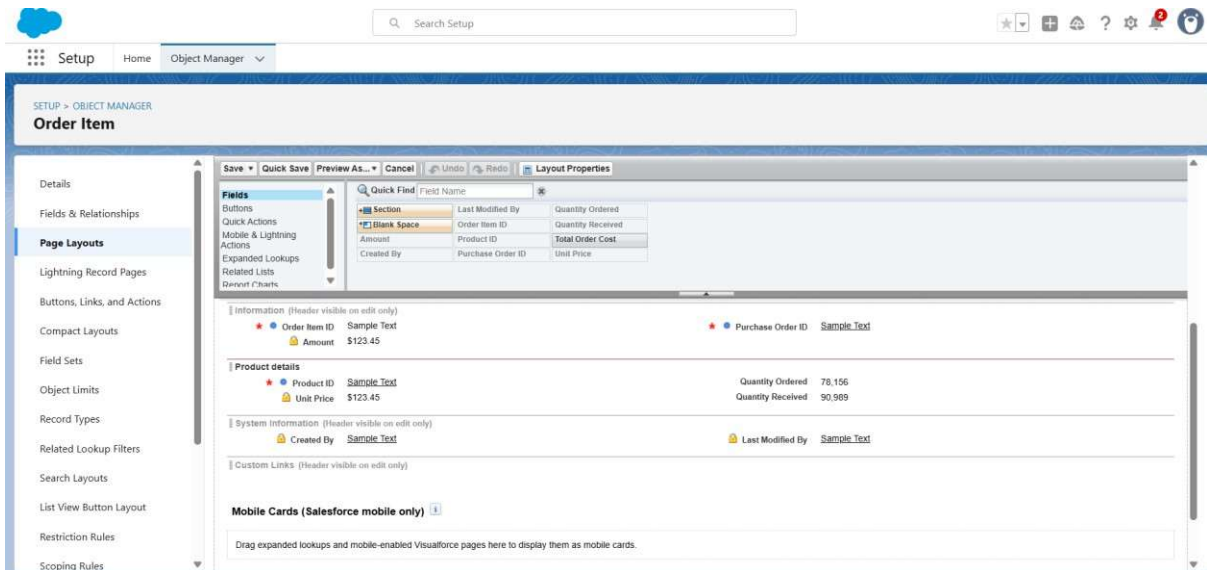 Search Setup
2
Setup Home Object Manager
SETUP > OBJECT MANAGER
Order Item
Details
Fields & Relationships
Page Layouts
Lightning Record Pages
Buttons, Links, and Actions
Compact Layouts
Field Sets
Object Limits
Record Types
Related Lookup Filters
Search Layouts
List View Button Layout
Restriction Rules
Scoping Rules
Save Quick Save Preview As... Cancel Undo Redo Layout Properties
Fields
Buttons
Quick Actions
Mobile & Lightning
Actions
Expanded Lookups
Related Lists
Report Charts
Quick Find Field Name
Section Last Modified By Quantity Ordered
Blank Space Order Item ID Quantity Received
Amount Product ID Total Order Cost
Created By Purchase Order ID Unit Price
Information (Header visible on edit only)
Order Item ID Sample Text Purchase Order ID Sample Text
Amount $123.45
Product details
Product ID Sample Text Quantity Ordered 78,156
Unit Price $123.45 Quantity Received 90,989
System Information (Header visible on edit only)
Created By Sample Text Last Modified By Sample Text
Custom Links (Header visible on edit only)
Mobile Cards (Salesforce mobile only) i
Drag expanded lookups and mobile-enabled Visualforce pages here to display them as mobile cards.